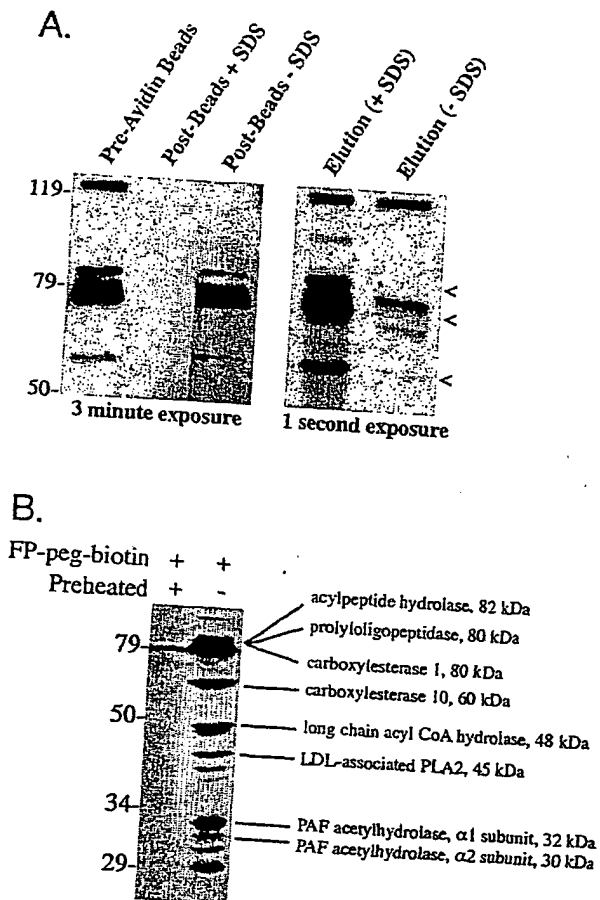 A.
Pre-Avidin Beads
Post-Beads + SDS
Post-Beads - SDS
Elution (+ SDS)
Elution (- SDS)
119-
79-
50-
<
<
<
3 minute exposure
1 second exposure
B.
FP-peg-biotin + +
Preheated + -
79-
50-
34-
29-
acylpeptide hydrolase, 82 kDa
prolyloligopeptidase, 80 kDa
carboxylesterase 1, 80 kDa
carboxylesterase 10, 60 kDa
long chain acyl CoA hydrolase, 48 kDa
LDL-associated PLA2, 45 kDa
PAF acetylhydrolase, α1 subunit, 32 kDa
PAF acetylhydrolase, α2 subunit, 30 kDa